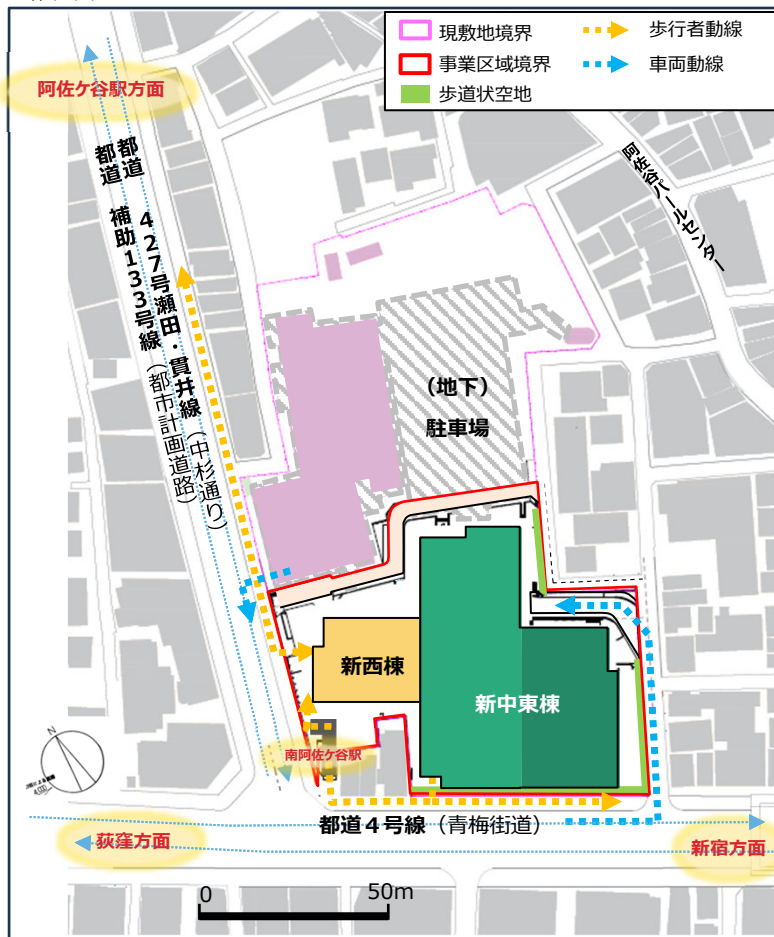 現敷地境界
歩行者動線
事業区域境界
車両動線
歩道状空地
阿佐ケ谷駅方面
都道　427号瀬田・貫井線（中杉通り）
都道　補助133号線（都市計画道路）
阿佐谷パールセンター
（地下）
駐車場
新西棟
新中東棟
N
南阿佐ケ谷駅
都道４号線（青梅街道）
荻窪方面
新宿方面
0
50m